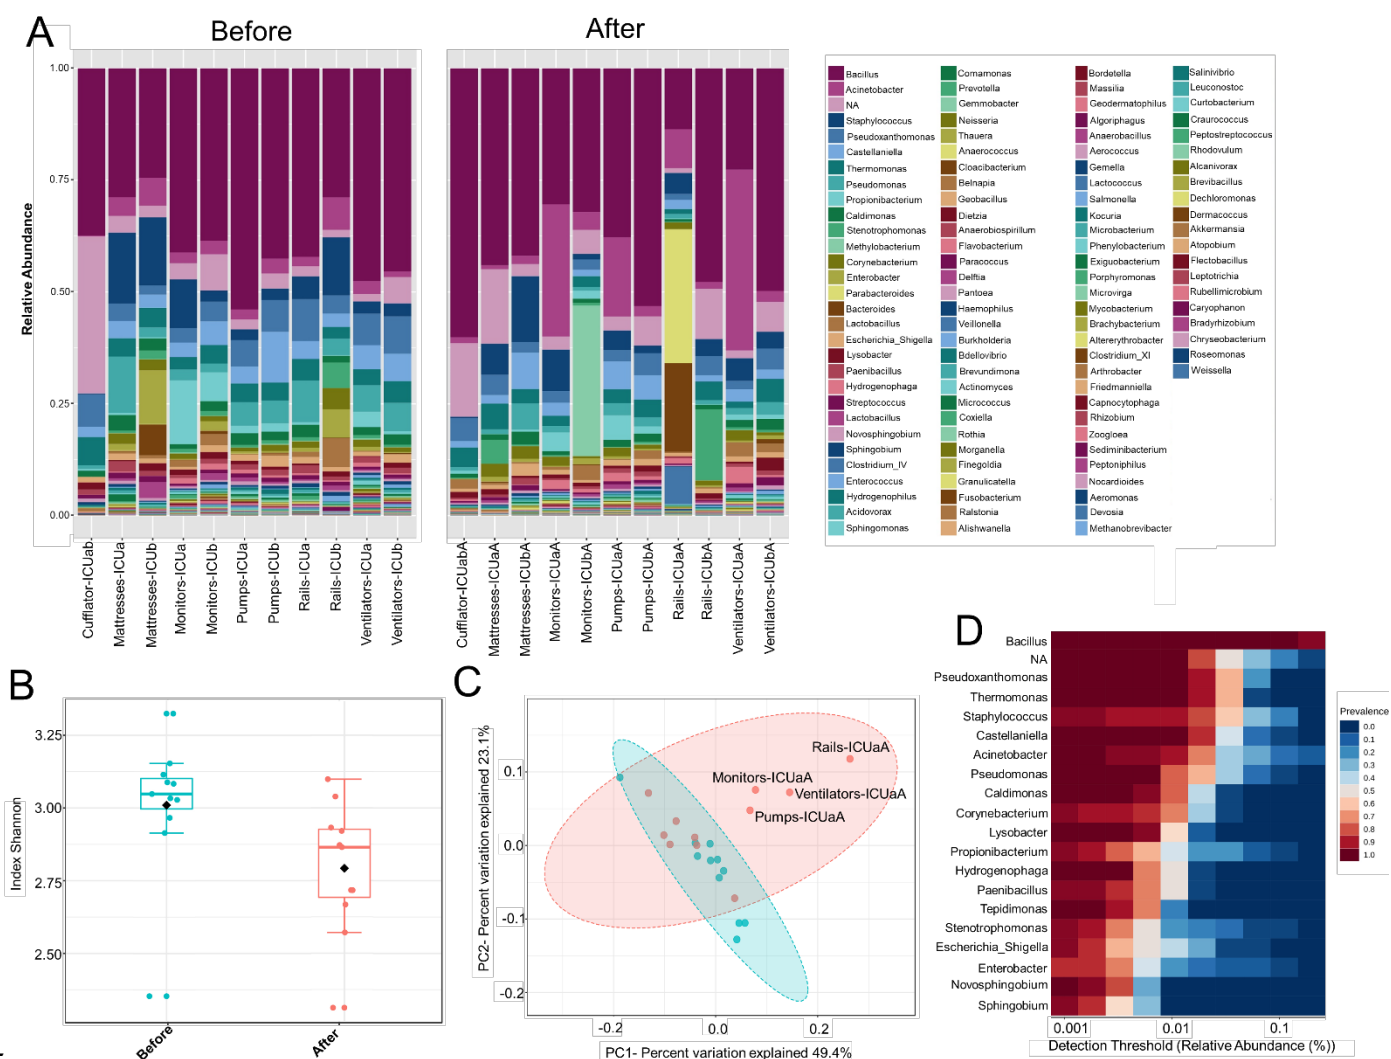 A
Before
After
Relative Abundance
1.00
0.75
0.50
0.25
0.00
Cufflator-ICUab
Mattresses-ICUa
Mattresses-ICUb
Monitors-ICUa
Monitors-ICUb
Pumps-ICUa
Pumps-ICUb
Rails-ICUa
Rails-ICUb
Ventilators-ICUa
Ventilators-ICUb
Cufflator-ICUabA
Mattresses-ICUaA
Mattresses-ICUbA
Monitors-ICUaA
Monitors-ICUbA
Pumps-ICUaA
Pumps-ICUbA
Rails-ICUaA
Rails-ICUbA
Ventilators-ICUaA
Ventilators-ICUbA
Bacillus
Acinetobacter
NA
Staphylococcus
Pseudoxanthomonas
Castellaniella
Thermomonas
Pseudomonas
Propionibacterium
Caldimonas
Stenotrophomonas
Methylobacterium
Corynebacterium
Enterobacter
Parabacteroides
Bacteroides
Lactobacillus
Escherichia_Shigella
Lysobacter
Paenibacillus
Hydrogenophaga
Streptococcus
Lactobacillus
Novosphingobium
Sphingobium
Clostridium_IV
Enterococcus
Hydrogenophilus
Acidovorax
Sphingomonas
Comamonas
Prevotella
Gemmobacter
Neisseria
Thauera
Anaerococcus
Cloacibacterium
Belnapia
Geobacillus
Dietzia
Anaerobiospirillum
Flavobacterium
Paracoccus
Delftia
Pantoea
Haemophilus
Veillonella
Burkholderia
Bdellovibrio
Brevundimona
Actinomyces
Micrococcus
Coxiella
Rothia
Morganella
Finegoldia
Granulicatella
Fusobacterium
Ralstonia
Alishwanella
Bordetella
Massilia
Geodermatophilus
Algoriphagus
Anaerobacillus
Aerococcus
Gemella
Lactococcus
Salmonella
Kocuria
Microbacterium
Phenylobacterium
Exiguobacterium
Porphyromonas
Microvirga
Mycobacterium
Brachybacterium
Altererythrobacter
Clostridium_XI
Arthrobacter
Friedmanniella
Capnocytophaga
Rhizobium
Zoogloea
Sediminibacterium
Peptoniphilus
Nocardioides
Aeromonas
Devosia
Methanobrevibacter
Salinivibrio
Leuconostoc
Curtobacterium
Craurococcus
Peptostreptococcus
Rhodovulum
Alcanivorax
Brevibacillus
Dechloromonas
Dermacoccus
Akkermansia
Atopobium
Flectobacillus
Leptotrichia
Rubellimicrobium
Caryophanon
Bradyrhizobium
Chryseobacterium
Roseomonas
Weissella
B
Index Shannon
3.25
3.00
2.75
2.50
Before
After
C
PC2- Percent variation explained 23.1%
0.1
0.0
-0.1
-0.2
Rails-ICUaA
Monitors-ICUaA
Ventilators-ICUaA
Pumps-ICUaA
-0.2
0.0
0.2
PC1- Percent variation explained 49.4%
D
Bacillus
NA
Pseudoxanthomonas
Thermomonas
Staphylococcus
Castellaniella
Acinetobacter
Pseudomonas
Caldimonas
Corynebacterium
Lysobacter
Propionibacterium
Hydrogenophaga
Paenibacillus
Tepidimonas
Stenotrophomonas
Escherichia_Shigella
Enterobacter
Novosphingobium
Sphingobium
0.001
0.01
0.1
Detection Threshold (Relative Abundance (%))
Prevalence
0.0
0.1
0.2
0.3
0.4
0.5
0.6
0.7
0.8
0.9
1.0